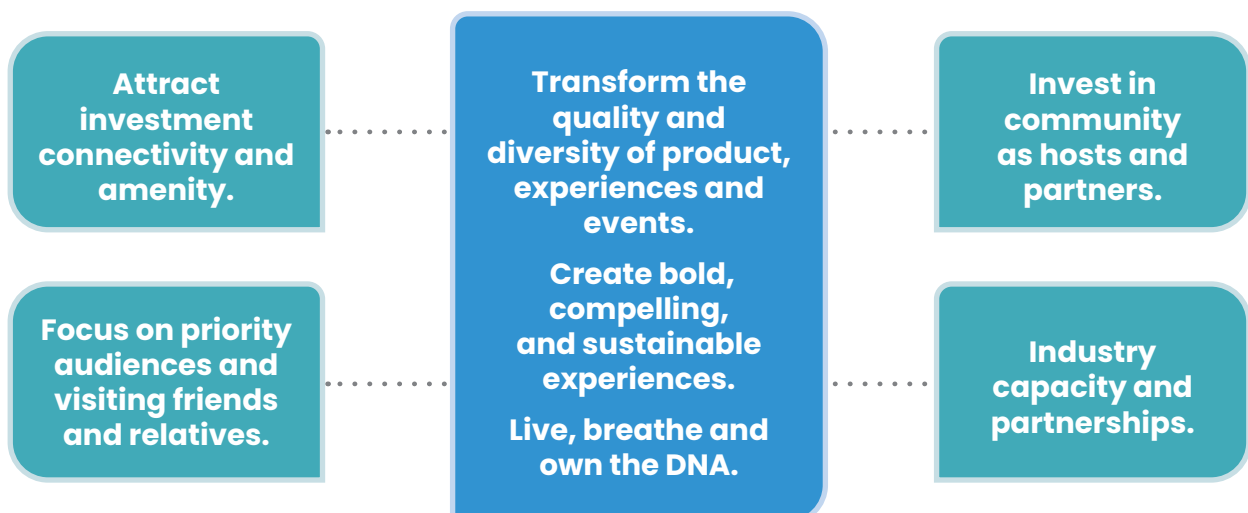 Attract
investment
connectivity and
amenity.
Focus on priority
audiences and
visiting friends
and relatives.
Transform the
quality and
diversity of product,
experiences and
events.
Create bold,
compelling,
and sustainable
experiences.
Live, breathe and
own the DNA.
Invest in
community
as hosts and
partners.
Industry
capacity and
partnerships.